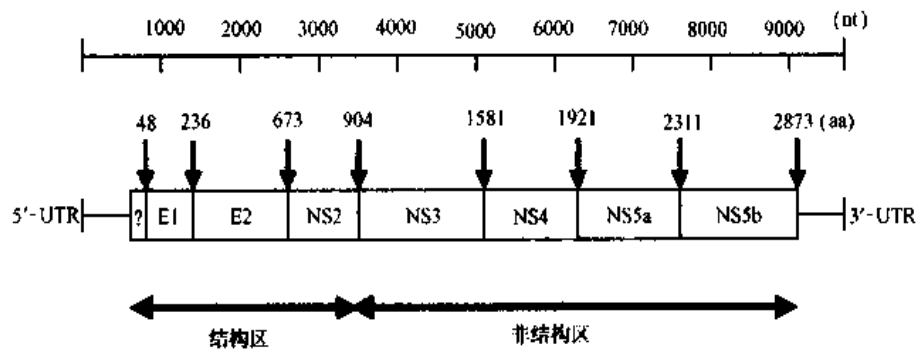 1000 2000 3000 4000 5000 6000 7000 8000 9000 (nt)
48 236 673 904 1581 1921 2311 2873 (aa)
5'-UTR ? E1 E2 NS2 NS3 NS4 NS5a NS5b 3'-UTR
结构区 非结构区